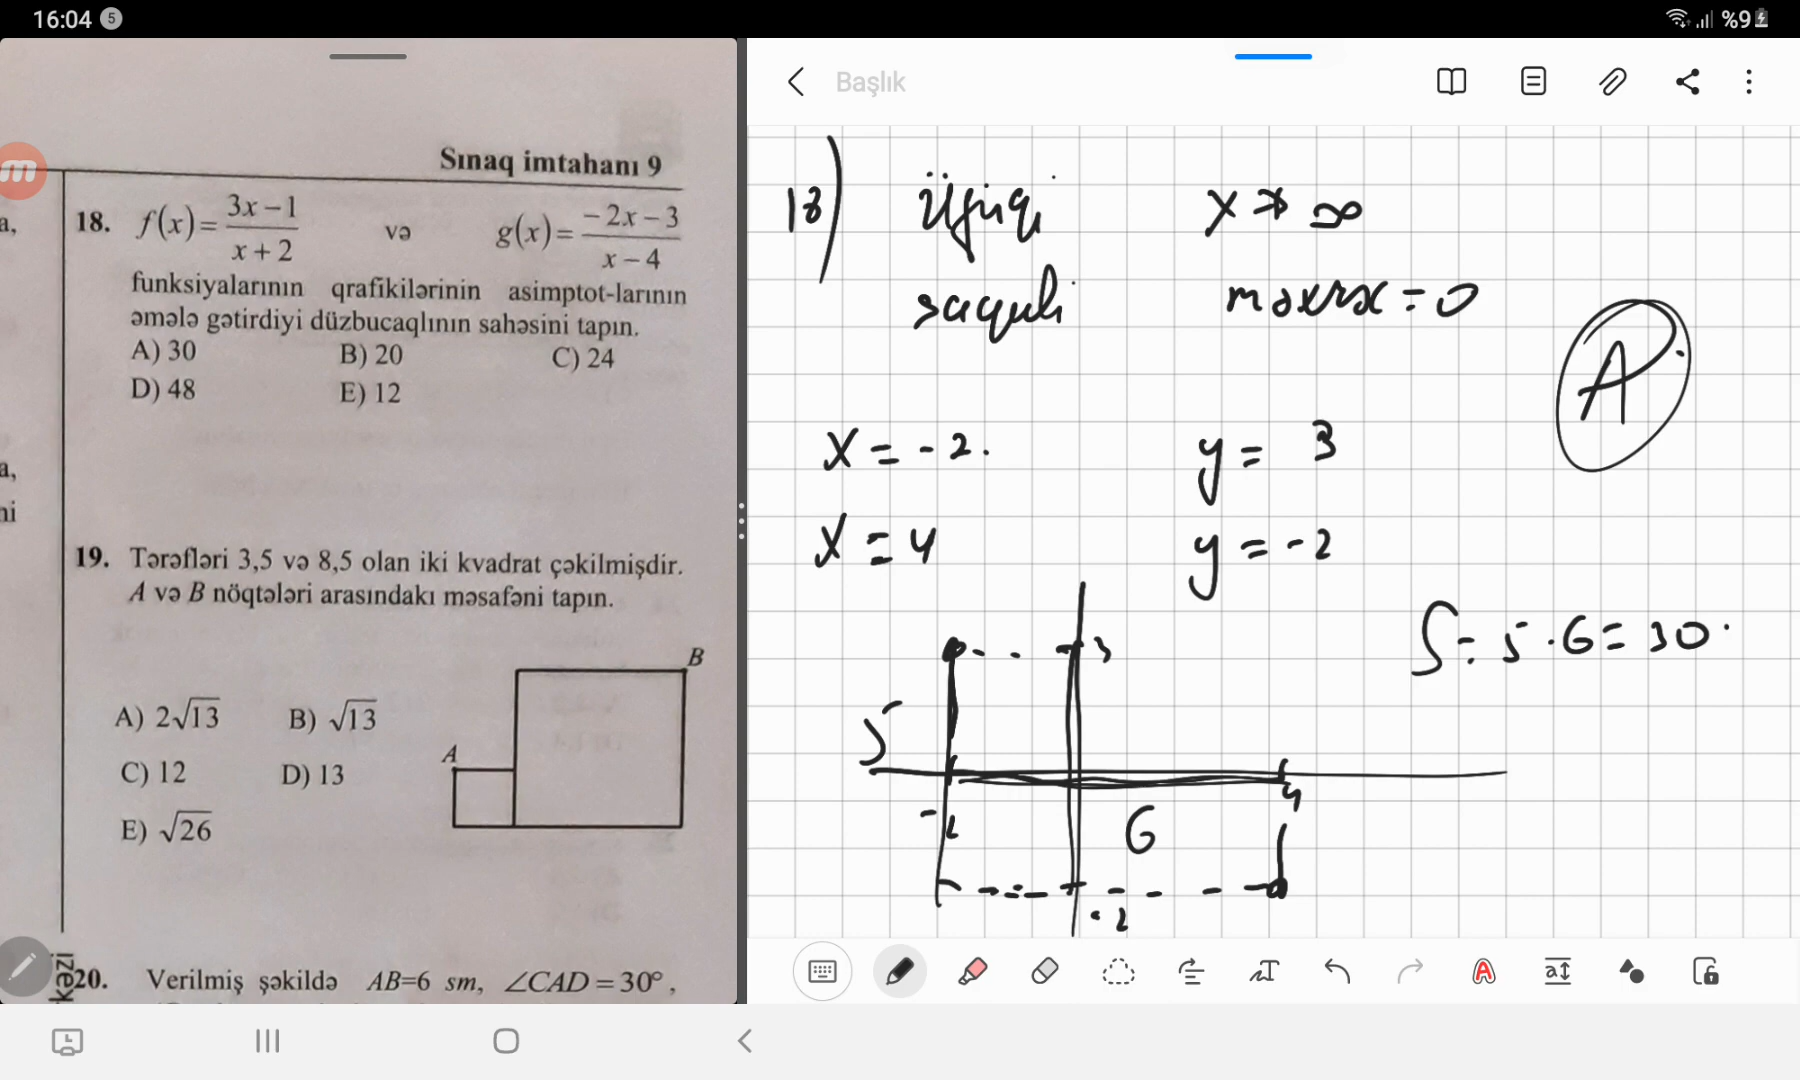 16:04 5
%9
Sınaq imtahanı 9
a,
18. f(x) = (3x − 1)/(x + 2) və g(x) = (−2x − 3)/(x − 4)
funksiyalarının qrafikilərinin asimptot-larının
əmələ gətirdiyi düzbucaqlının sahəsini tapın.
A) 30 B) 20 C) 24
D) 48 E) 12
a,
ni
19. Tərəfləri 3,5 və 8,5 olan iki kvadrat çəkilmişdir.
A və B nöqtələri arasındakı məsafəni tapın.
B
A) 2√13 B) √13
A
C) 12 D) 13
E) √26
20. Verilmiş şəkildə AB=6 sm, ∠CAD = 30°,
Başlık
18) üfüqi x → ∞
şaquli məxrəc = 0
A
x = -2. y = 3
x = 4 y = -2
S = 5 · 6 = 30
3
5
-2 4
6
-2